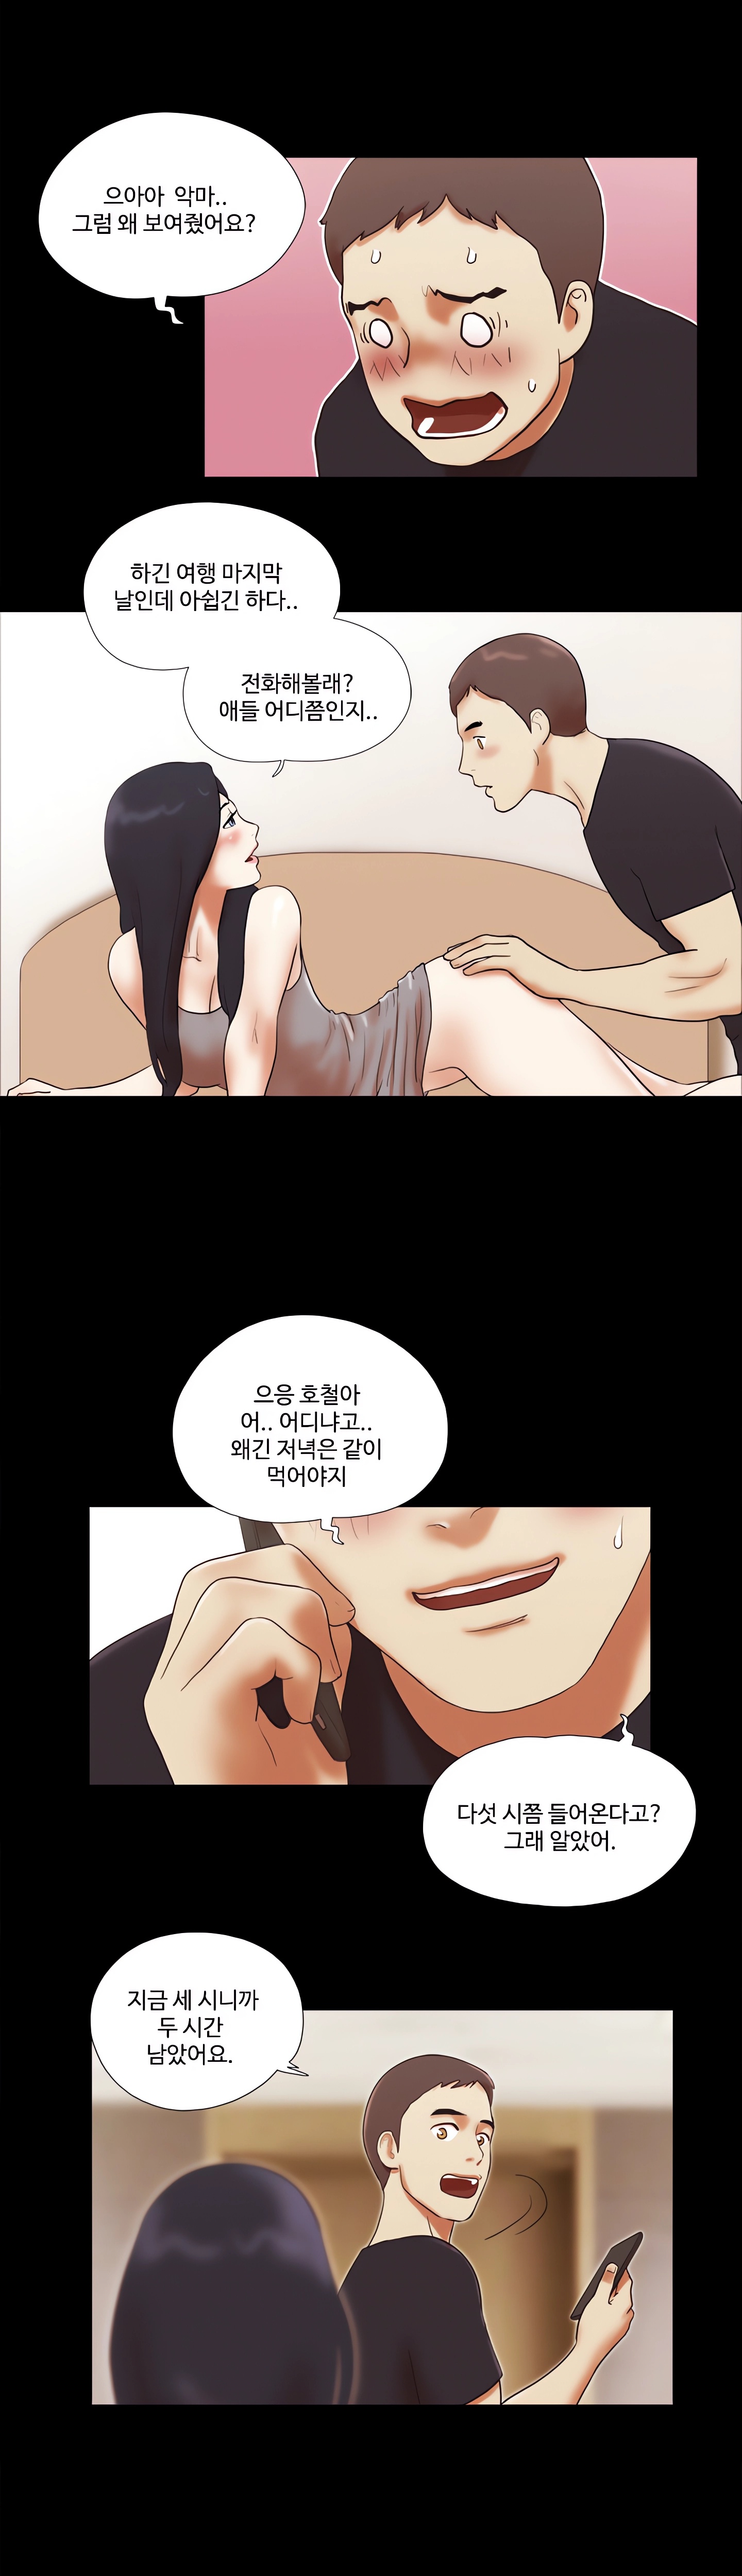 으아아 악마..
그럼 왜 보여줬어요?
하긴 여행 마지막
날인데 아쉽긴 하다..
전화해볼래?
애들 어디쯤인지..
으응 호철아
어.. 어디냐고..
왜긴 저녁은 같이
먹어야지
다섯 시쯤 들어온다고?
그래 알았어.
지금 세 시니까
두 시간
남았어요.